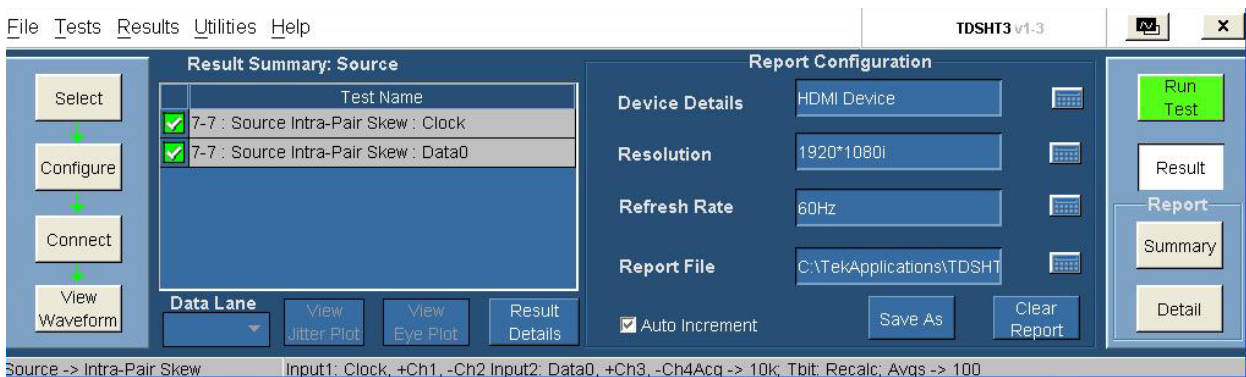 File Tests Results Utilities Help
TDSHT3 v1-3
x
Select
Configure
Connect
View
Waveform
Result Summary: Source
Test Name
7-7 : Source Intra-Pair Skew : Clock
7-7 : Source Intra-Pair Skew : Data0
Data Lane
View
Jitter Plot
View
Eye Plot
Result
Details
Report Configuration
Device Details HDMI Device
Resolution 1920*1080i
Refresh Rate 60Hz
Report File C:\TekApplications\TDSHT
Auto Increment
Save As
Clear
Report
Run
Test
Result
Report
Summary
Detail
Source -> Intra-Pair Skew
Input1: Clock, +Ch1, -Ch2 Input2: Data0, +Ch3, -Ch4Acq -> 10k; Tbit: Recalc; Avgs -> 100